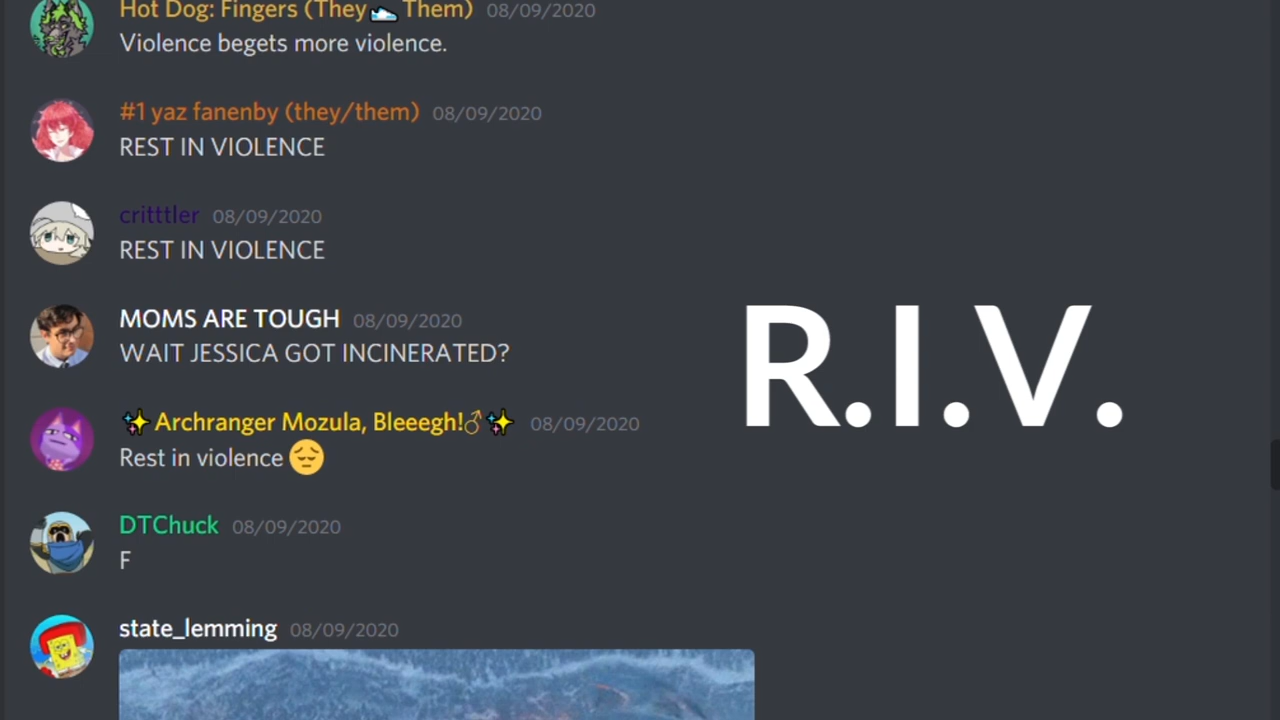 Hot Dog: Fingers (They👟Them) 08/09/2020
Violence begets more violence.
#1 yaz fanenby (they/them) 08/09/2020
REST IN VIOLENCE
critttler 08/09/2020
REST IN VIOLENCE
MOMS ARE TOUGH 08/09/2020
WAIT JESSICA GOT INCINERATED?
R.I.V.
✨Archranger Mozula, Bleeegh!♂✨ 08/09/2020
Rest in violence 😔
DTChuck 08/09/2020
F
state_lemming 08/09/2020